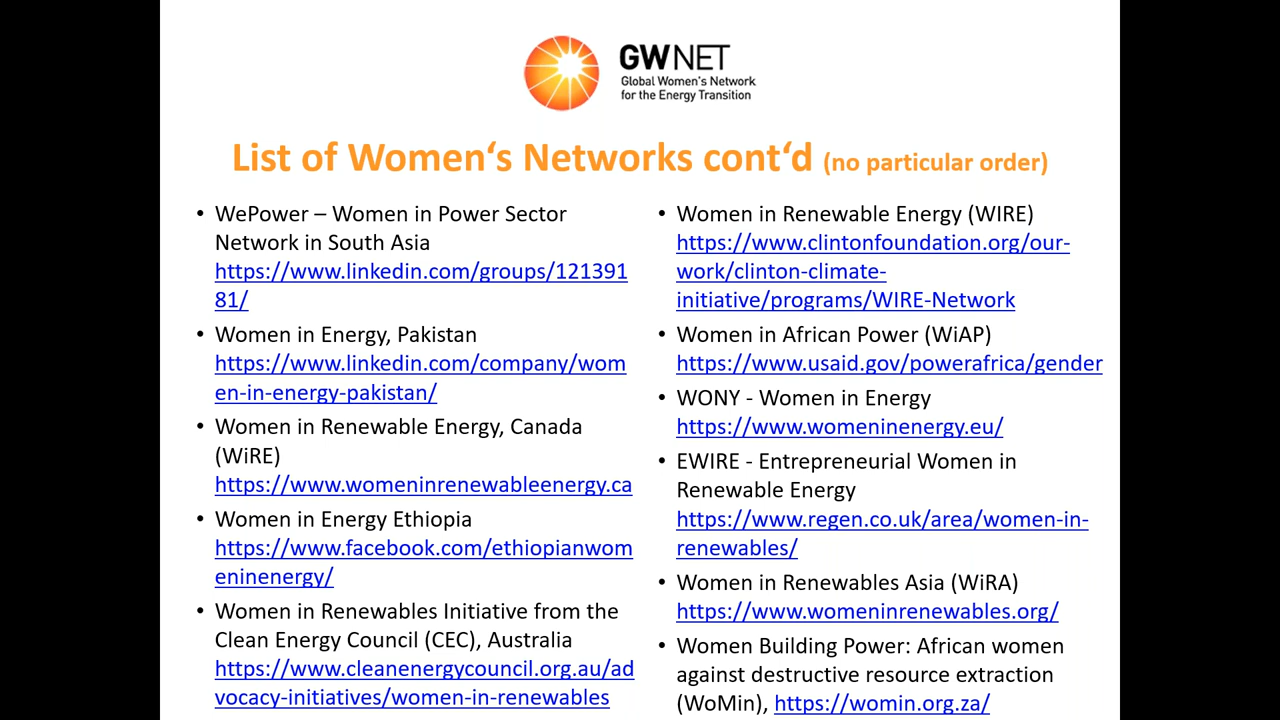 GWNET
Global Women's Network
for the Energy Transition
List of Women‘s Networks cont‘d (no particular order)
• WePower – Women in Power Sector
Network in South Asia
https://www.linkedin.com/groups/121391
81/
• Women in Energy, Pakistan
https://www.linkedin.com/company/wom
en-in-energy-pakistan/
• Women in Renewable Energy, Canada
(WiRE)
https://www.womeninrenewableenergy.ca
• Women in Energy Ethiopia
https://www.facebook.com/ethiopianwom
eninenergy/
• Women in Renewables Initiative from the
Clean Energy Council (CEC), Australia
https://www.cleanenergycouncil.org.au/ad
vocacy-initiatives/women-in-renewables
• Women in Renewable Energy (WIRE)
https://www.clintonfoundation.org/our-
work/clinton-climate-
initiative/programs/WIRE-Network
• Women in African Power (WiAP)
https://www.usaid.gov/powerafrica/gender
• WONY - Women in Energy
https://www.womeninenergy.eu/
• EWIRE - Entrepreneurial Women in
Renewable Energy
https://www.regen.co.uk/area/women-in-
renewables/
• Women in Renewables Asia (WiRA)
https://www.womeninrenewables.org/
• Women Building Power: African women
against destructive resource extraction
(WoMin), https://womin.org.za/